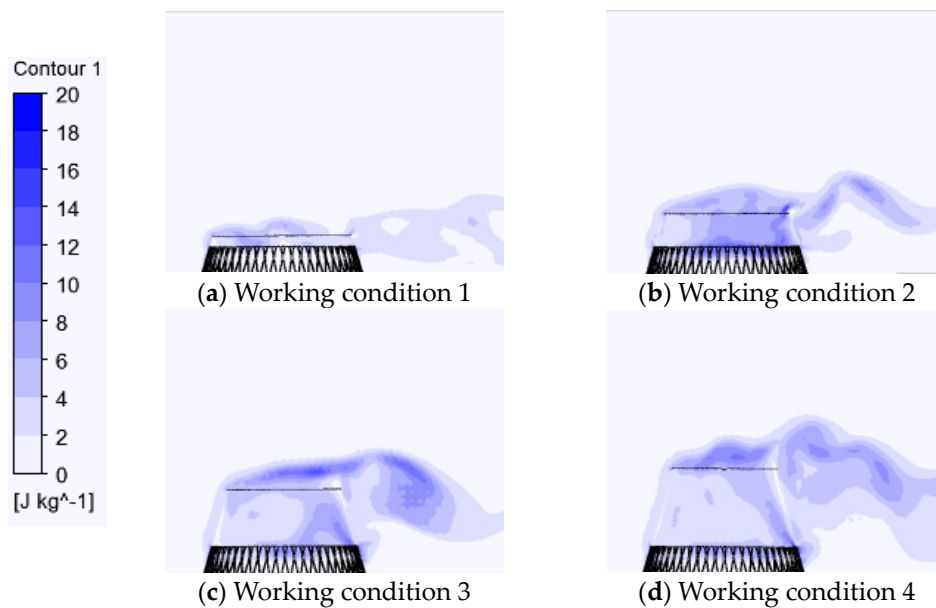 Contour 1
20
18
16
14
12
10
8
6
4
2
0
[J kg^-1]
(a) Working condition 1
(b) Working condition 2
(c) Working condition 3
(d) Working condition 4